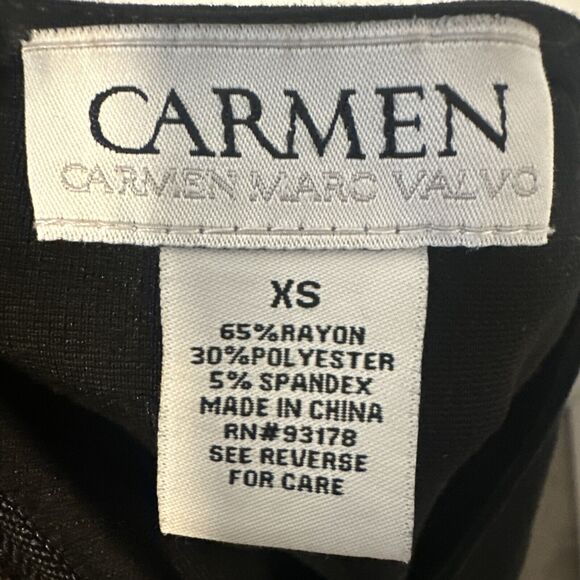 CARMEN
CARMEN MARC VALVO
XS
65%RAYON
30%POLYESTER
5% SPANDEX
MADE IN CHINA
RN#93178
SEE REVERSE
FOR CARE